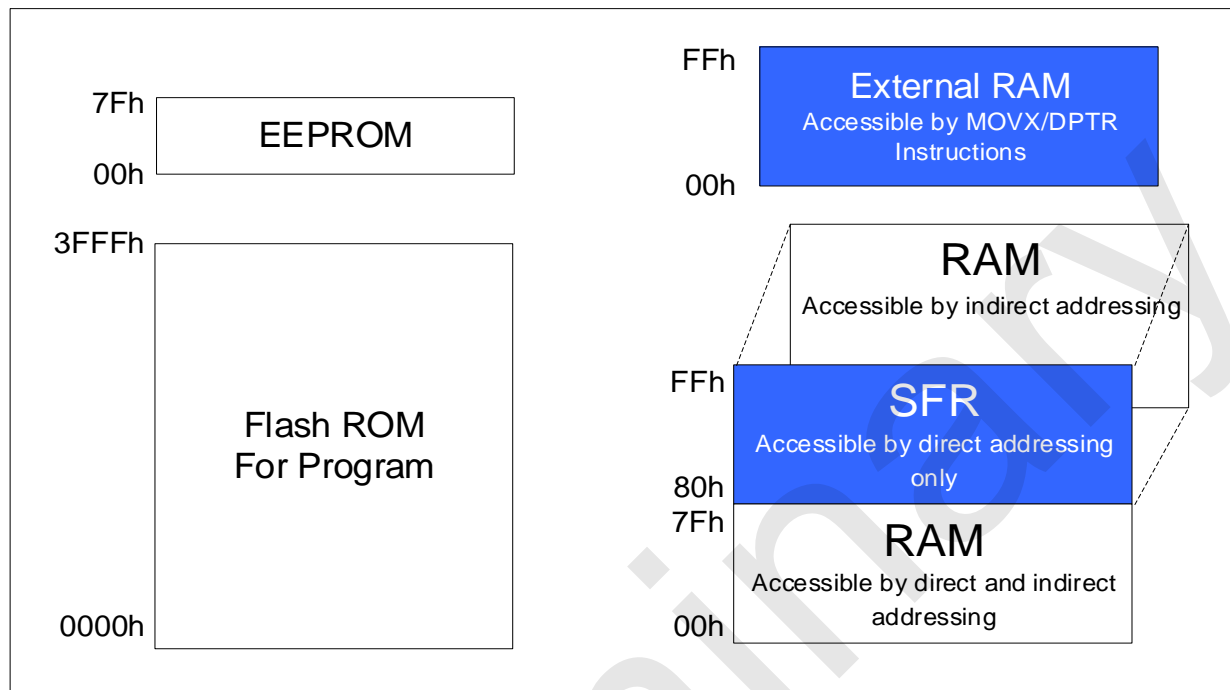 7Fh
EEPROM
00h
3FFFh
Flash ROM
For Program
0000h
FFh
External RAM
Accessible by MOVX/DPTR
Instructions
00h
RAM
Accessible by indirect addressing
FFh
SFR
Accessible by direct addressing
only
80h
7Fh
RAM
Accessible by direct and indirect
addressing
00h
inary